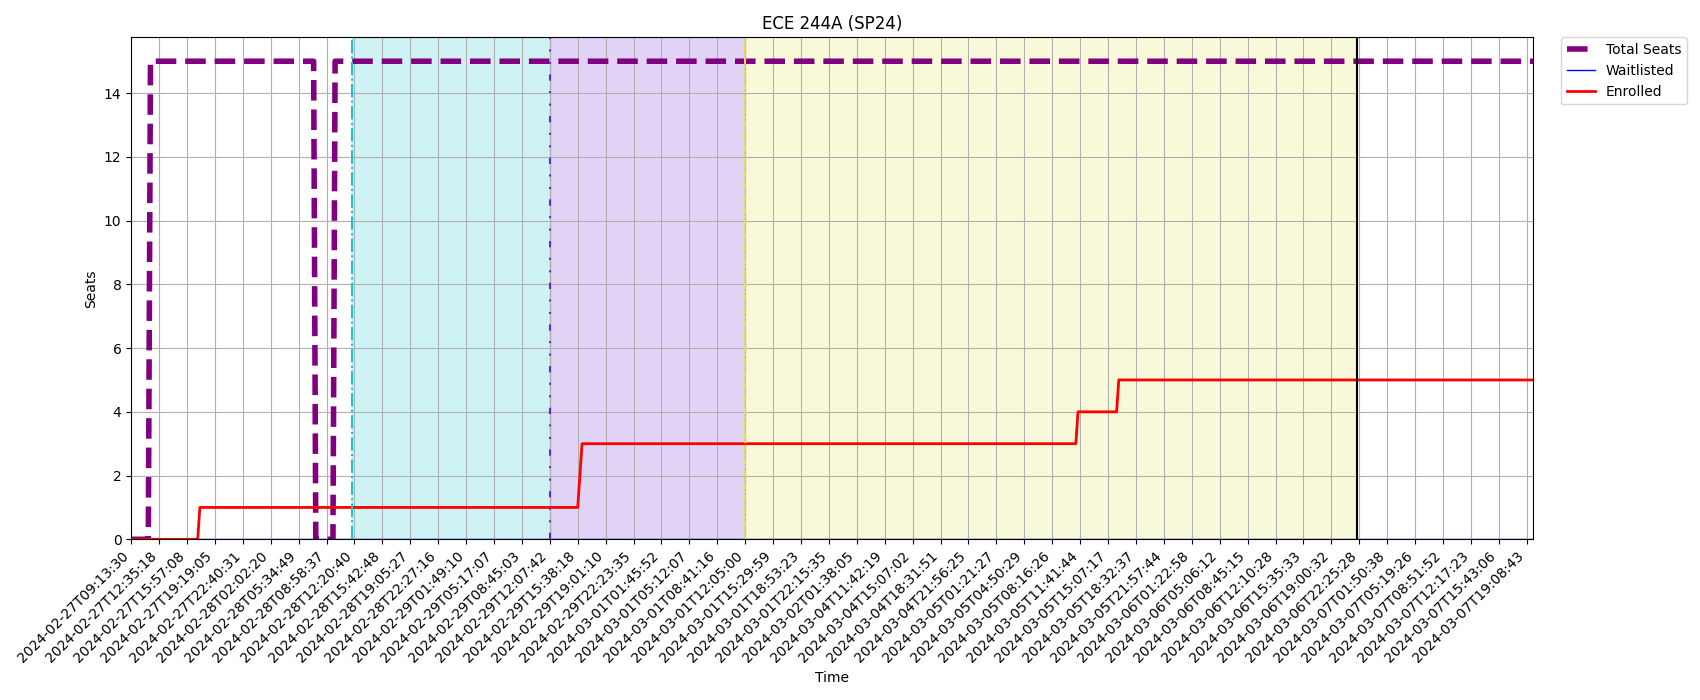 ECE 244A (SP24)
Total Seats
Waitlisted
Enrolled
Seats
14
12
10
8
6
4
2
0
2024-02-27T09:13:30
2024-02-27T12:35:18
2024-02-27T15:57:08
2024-02-27T19:19:05
2024-02-27T22:40:31
2024-02-28T02:02:20
2024-02-28T05:34:49
2024-02-28T08:58:37
2024-02-28T12:20:40
2024-02-28T15:42:48
2024-02-28T19:05:27
2024-02-28T22:27:16
2024-02-29T01:49:10
2024-02-29T05:17:07
2024-02-29T08:45:03
2024-02-29T12:07:42
2024-02-29T15:38:18
2024-02-29T19:01:10
2024-02-29T22:23:35
2024-03-01T01:45:52
2024-03-01T05:12:07
2024-03-01T08:41:16
2024-03-01T12:05:00
2024-03-01T15:29:59
2024-03-01T18:53:23
2024-03-01T22:15:35
2024-03-02T01:38:05
2024-03-04T11:42:19
2024-03-04T15:07:02
2024-03-04T18:31:51
2024-03-04T21:56:25
2024-03-05T01:21:27
2024-03-05T04:50:29
2024-03-05T08:16:26
2024-03-05T11:41:44
2024-03-05T15:07:17
2024-03-05T18:32:37
2024-03-05T21:57:44
2024-03-06T01:22:58
2024-03-06T05:06:12
2024-03-06T08:45:15
2024-03-06T12:10:28
2024-03-06T15:35:33
2024-03-06T19:00:32
2024-03-06T22:25:28
2024-03-07T01:50:38
2024-03-07T05:19:26
2024-03-07T08:51:52
2024-03-07T12:17:23
2024-03-07T15:43:06
2024-03-07T19:08:43
Time